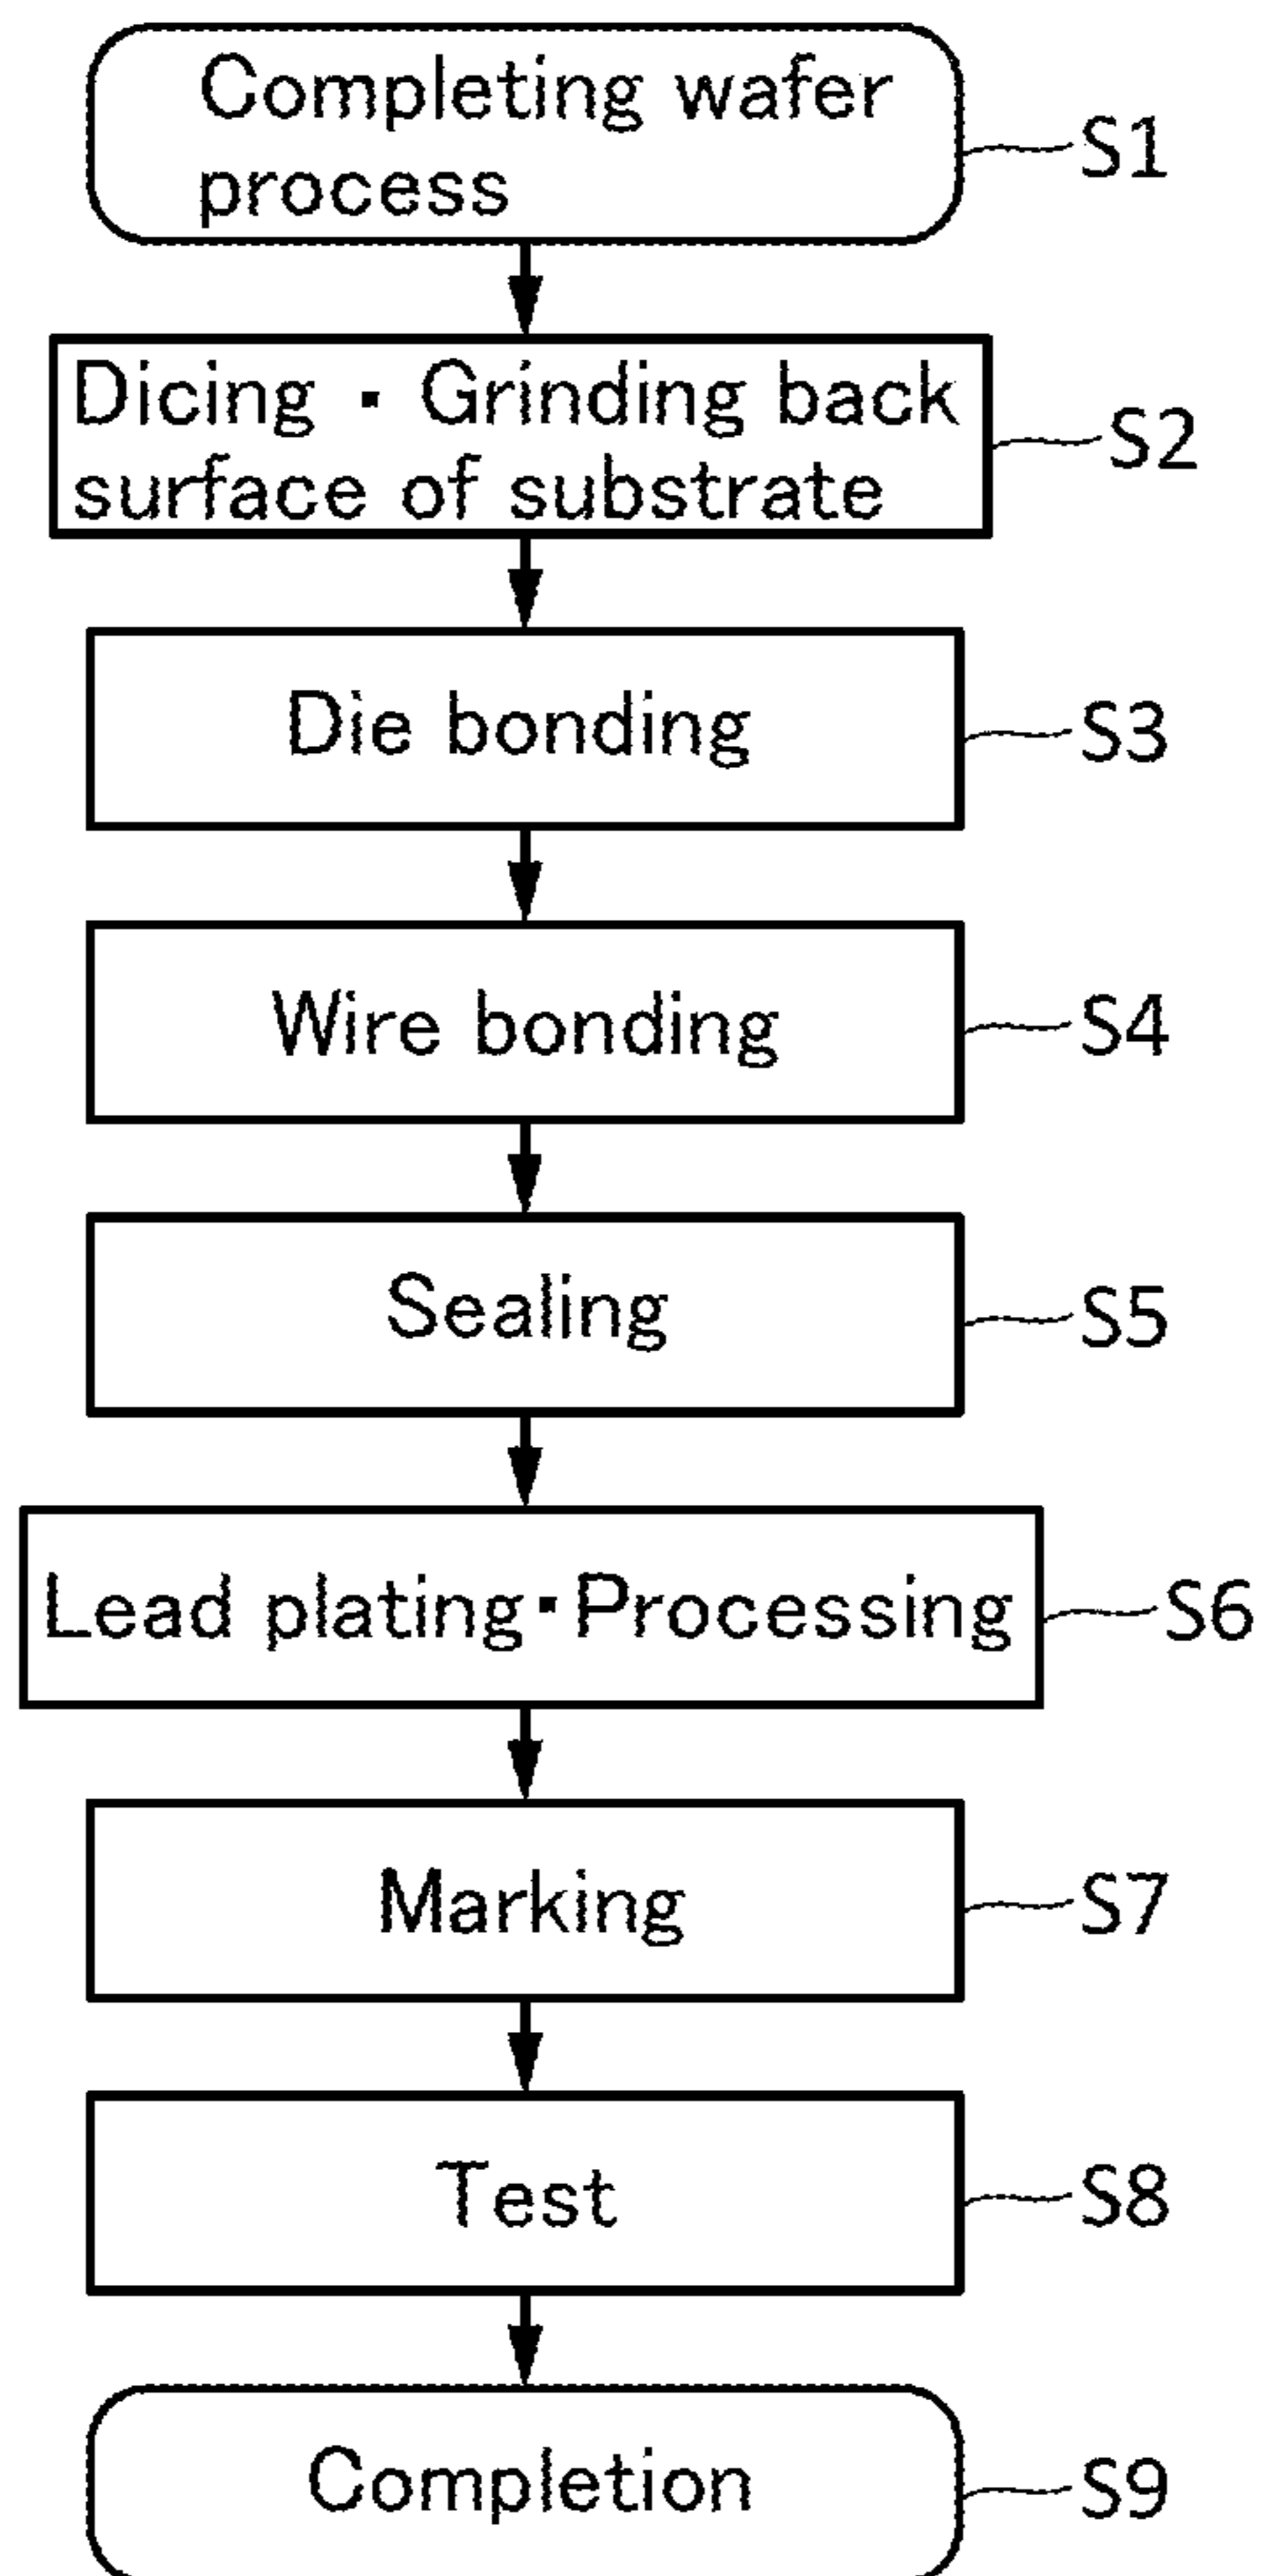 Completing wafer
process
S1
Dicing ・ Grinding back
surface of substrate
S2
Die bonding
S3
Wire bonding
S4
Sealing
S5
Lead plating・Processing
S6
Marking
S7
Test
S8
Completion
S9